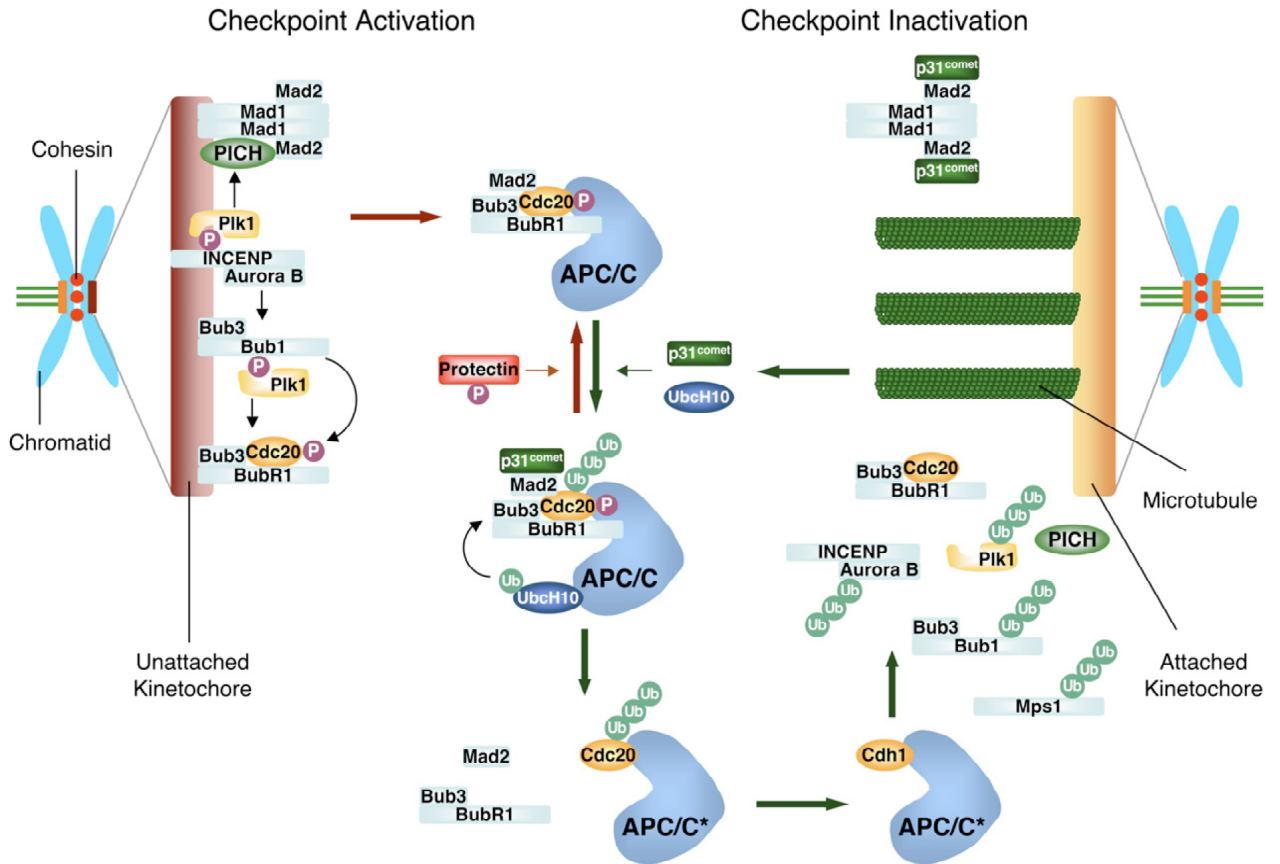 Checkpoint Activation
Checkpoint Inactivation
Cohesin
Chromatid
Unattached
Kinetochore
Mad2
Mad1
Mad1
PICH
Mad2
Plk1
P
INCENP
Aurora B
Bub3
Bub1
P
Plk1
Bub3
Cdc20
P
BubR1
Mad2
Bub3
Cdc20
P
BubR1
APC/C
Protectin
P
p31comet
UbcH10
p31comet
Mad2
Ub
Ub
Ub
Bub3
Cdc20
P
BubR1
APC/C
Ub
UbcH10
Mad2
Bub3
BubR1
Ub
Ub
Ub
Cdc20
APC/C*
Cdh1
APC/C*
p31comet
Mad2
Mad1
Mad1
Mad2
p31comet
Microtubule
Attached
Kinetochore
Bub3
Cdc20
BubR1
Ub
Ub
Ub
Plk1
PICH
INCENP
Aurora B
Ub
Ub
Ub
Ub
Ub
Ub
Bub3
Bub1
Ub
Ub
Ub
Mps1